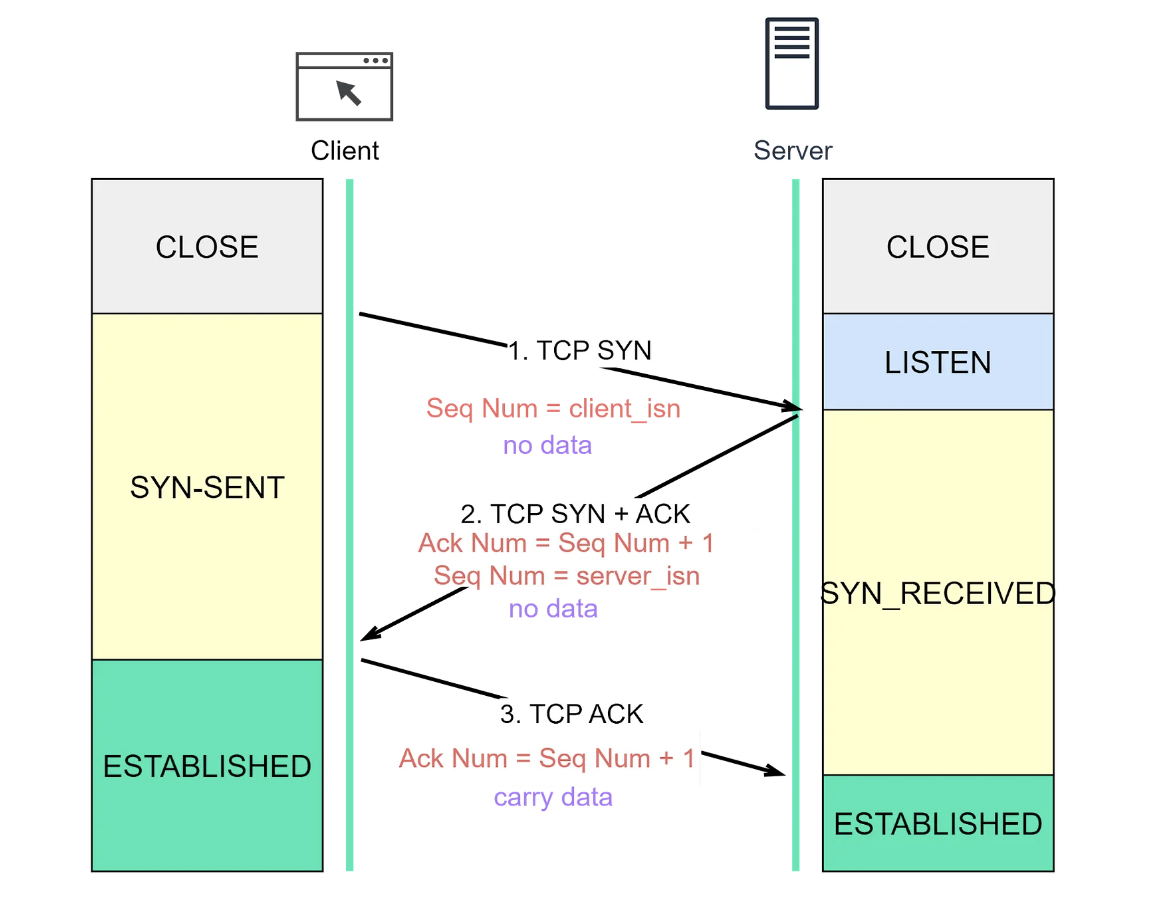 Client
Server
CLOSE
CLOSE
1. TCP SYN
LISTEN
Seq Num = client_isn
no data
SYN-SENT
2. TCP SYN + ACK
Ack Num = Seq Num + 1
Seq Num = server_isn
no data
SYN_RECEIVED
3. TCP ACK
Ack Num = Seq Num + 1
carry data
ESTABLISHED
ESTABLISHED